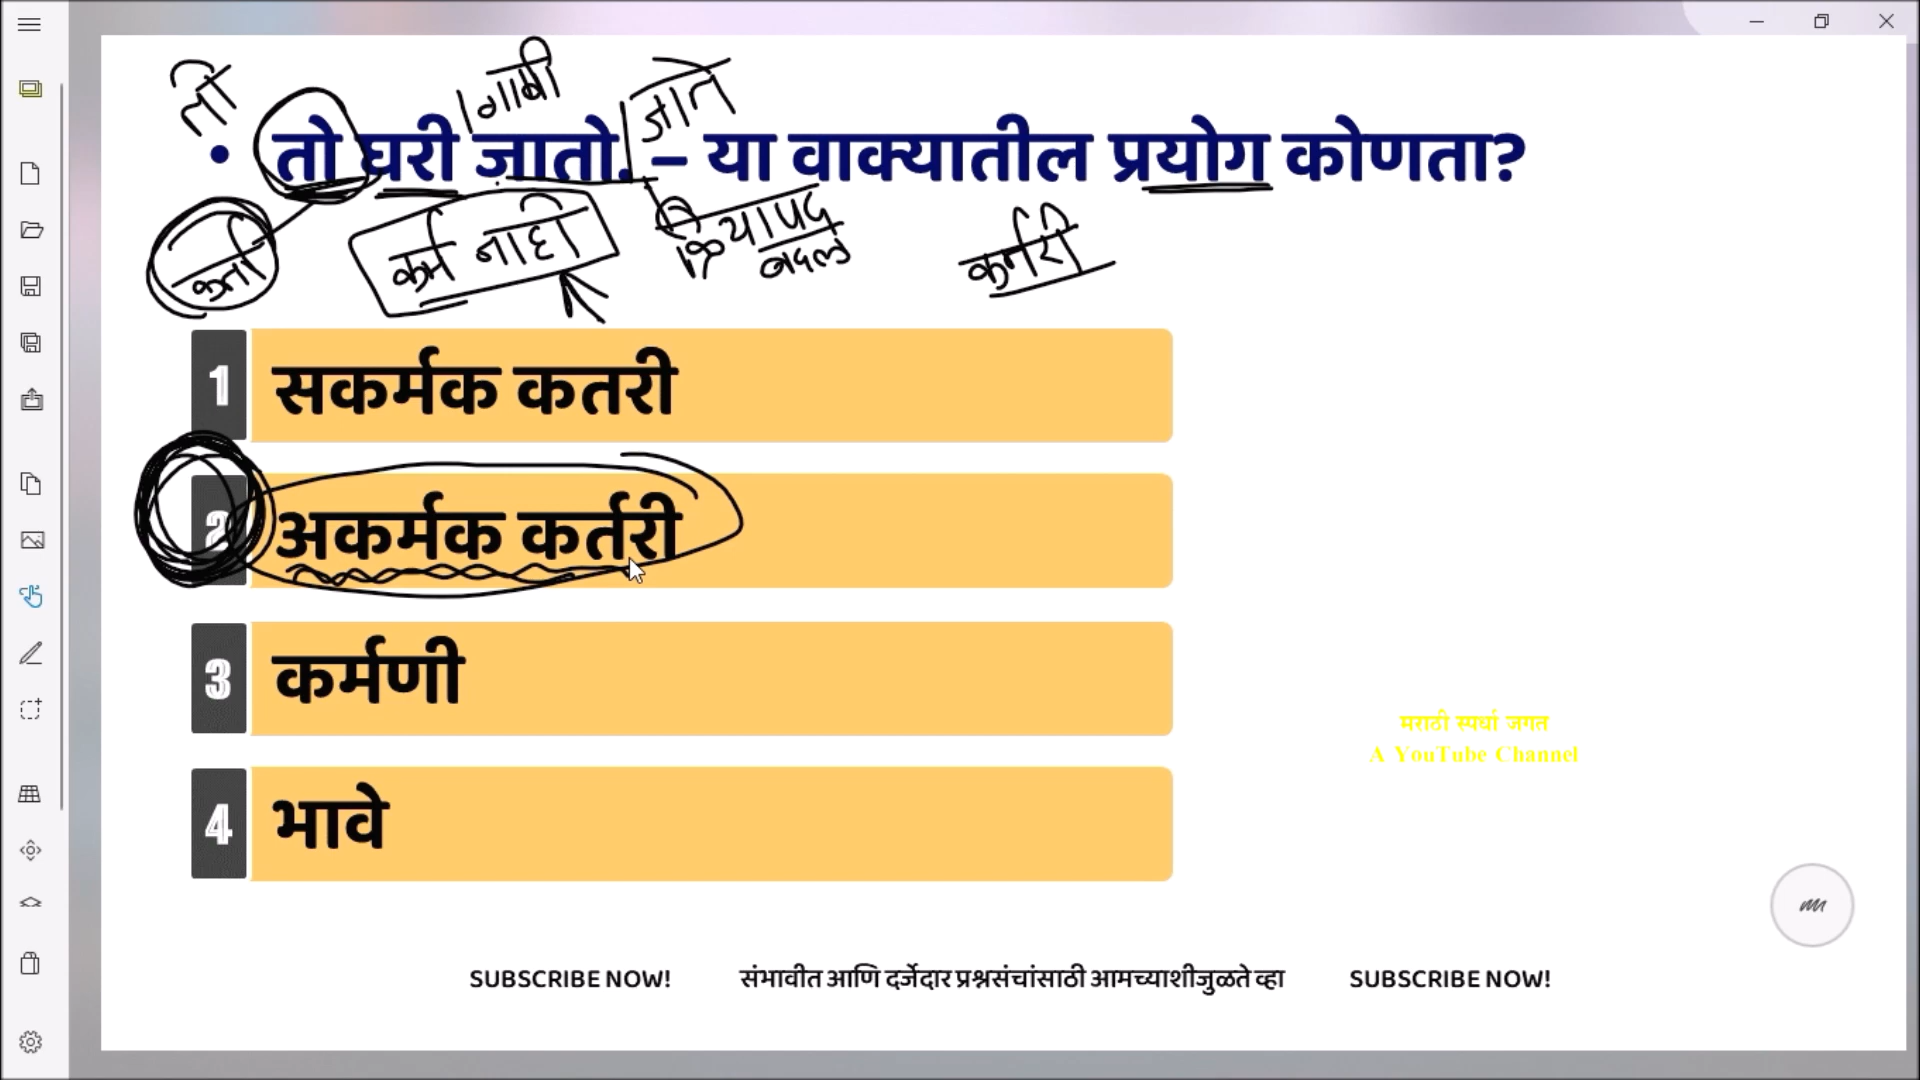 ती गावी जाते
• तो घरी जातो. – या वाक्यातील प्रयोग कोणता?
कर्ता कर्म नाही क्रियापद कर्तरी
बदल
1 सकर्मक कतरी
2 अकर्मक कर्तरी
3 कर्मणी
4 भावे
मराठी स्पर्धा जगत
A YouTube Channel
SUBSCRIBE NOW! संभावीत आणि दर्जेदार प्रश्नसंचांसाठी आमच्याशीजुळते व्हा SUBSCRIBE NOW!